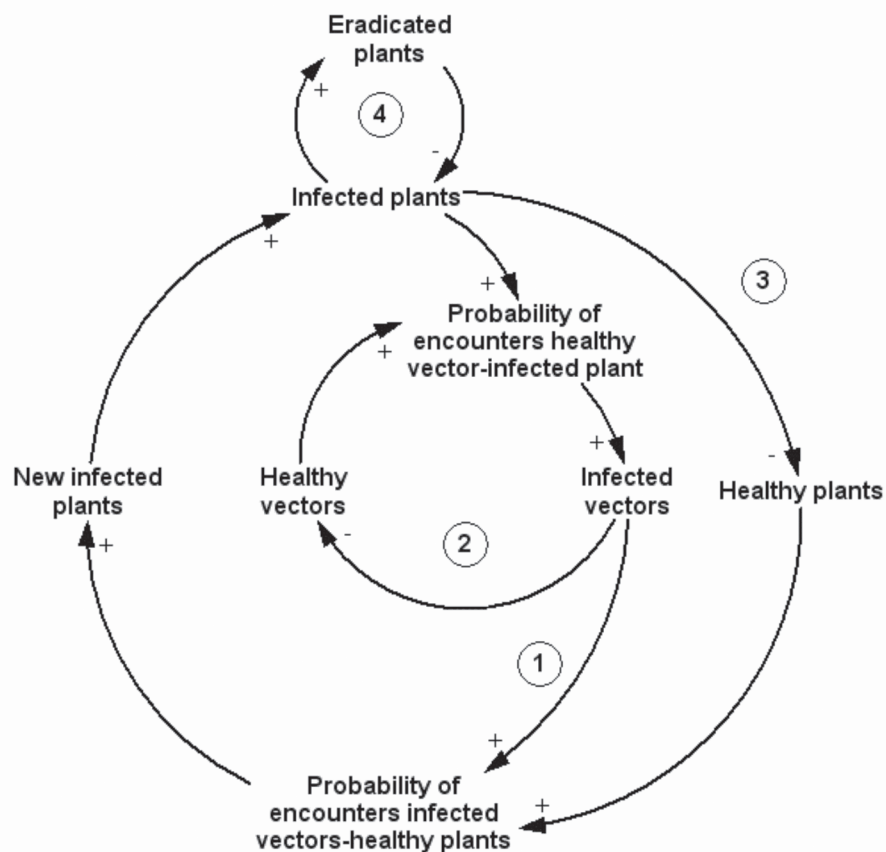 Eradicated
plants
+
4
-
Infected plants
+
3
+
Probability of
encounters healthy
vector-infected plant
+
+
-
New infected
plants
Healthy
vectors
Infected
vectors
Healthy plants
+
-
2
1
+
+
Probability of
encounters infected
vectors-healthy plants